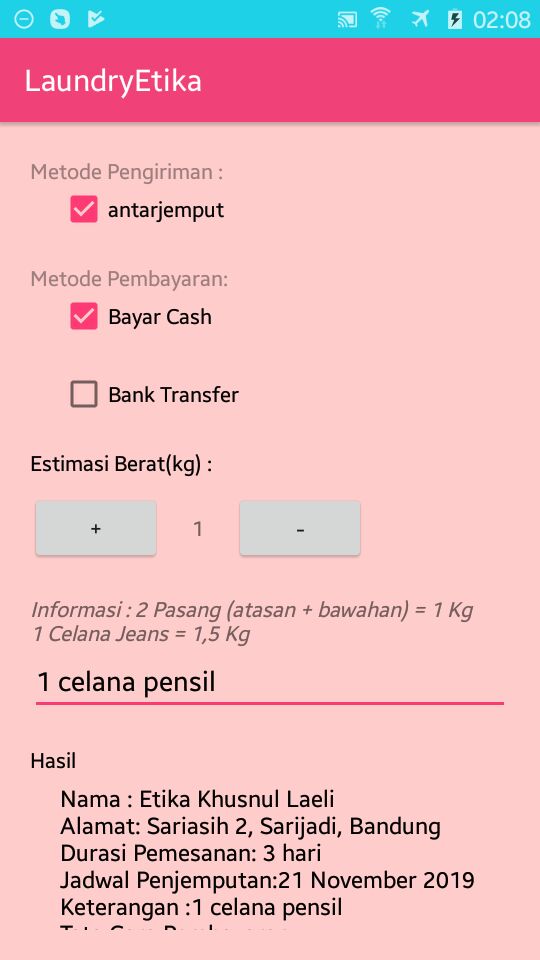 02:08
LaundryEtika
Metode Pengiriman :
antarjemput
Metode Pembayaran:
Bayar Cash
Bank Transfer
Estimasi Berat(kg) :
+ 1 -
Informasi : 2 Pasang (atasan + bawahan) = 1 Kg
1 Celana Jeans = 1,5 Kg
1 celana pensil
Hasil
Nama : Etika Khusnul Laeli
Alamat: Sariasih 2, Sarijadi, Bandung
Durasi Pemesanan: 3 hari
Jadwal Penjemputan:21 November 2019
Keterangan :1 celana pensil